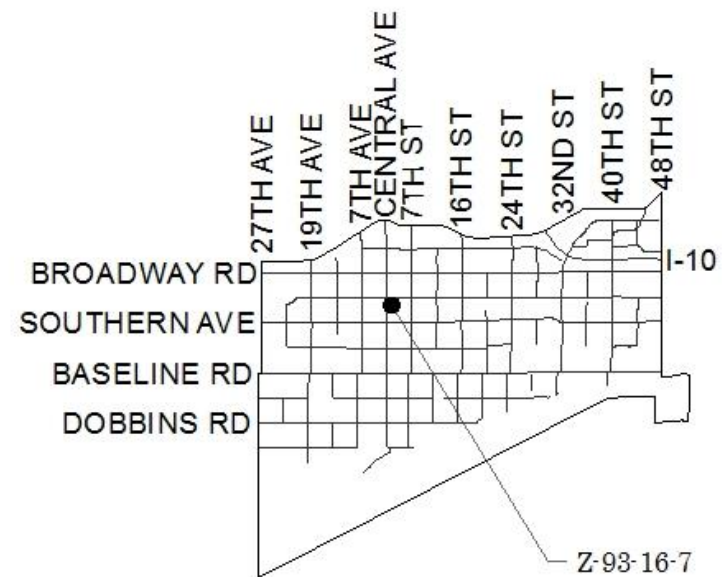 27TH AVE
19TH AVE
7TH AVE
CENTRAL AVE
7TH ST
16TH ST
24TH ST
32ND ST
40TH ST
48TH ST
I-10
BROADWAY RD
SOUTHERN AVE
BASELINE RD
DOBBINS RD
Z-93-16-7